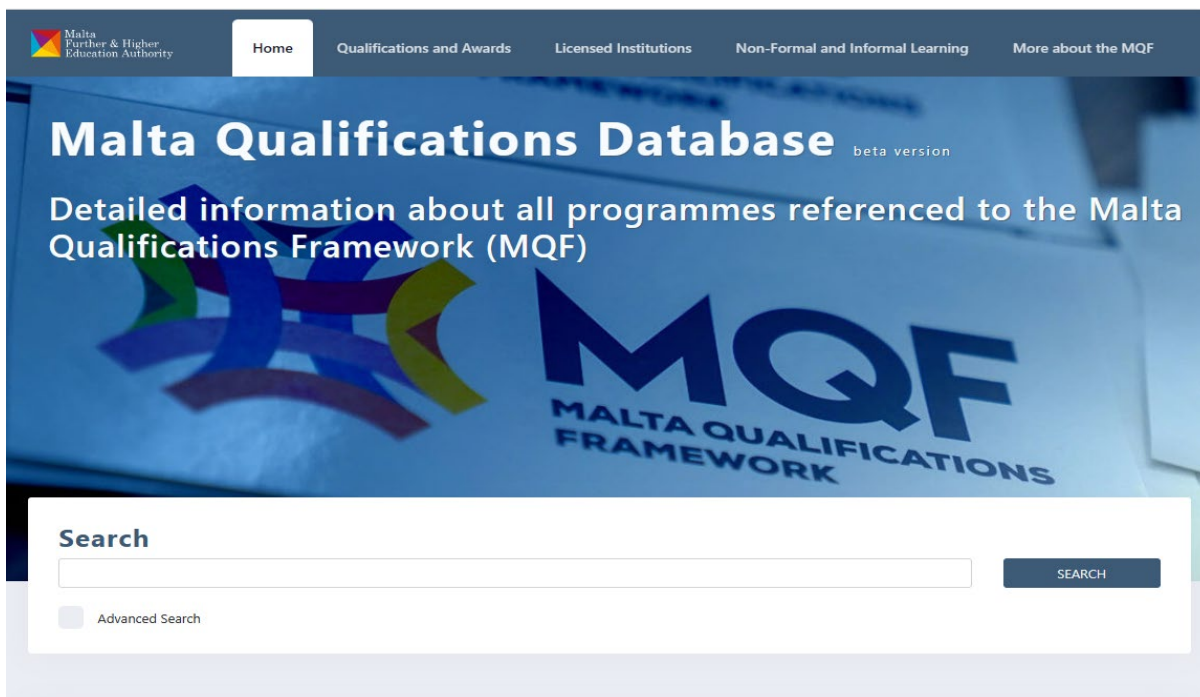 Malta
Further & Higher
Education Authority
Home
Qualifications and Awards
Licensed Institutions
Non-Formal and Informal Learning
More about the MQF
Malta Qualifications Database beta version
Detailed information about all programmes referenced to the Malta
Qualifications Framework (MQF)
MQF
MALTA QUALIFICATIONS
FRAMEWORK
Search
SEARCH
Advanced Search